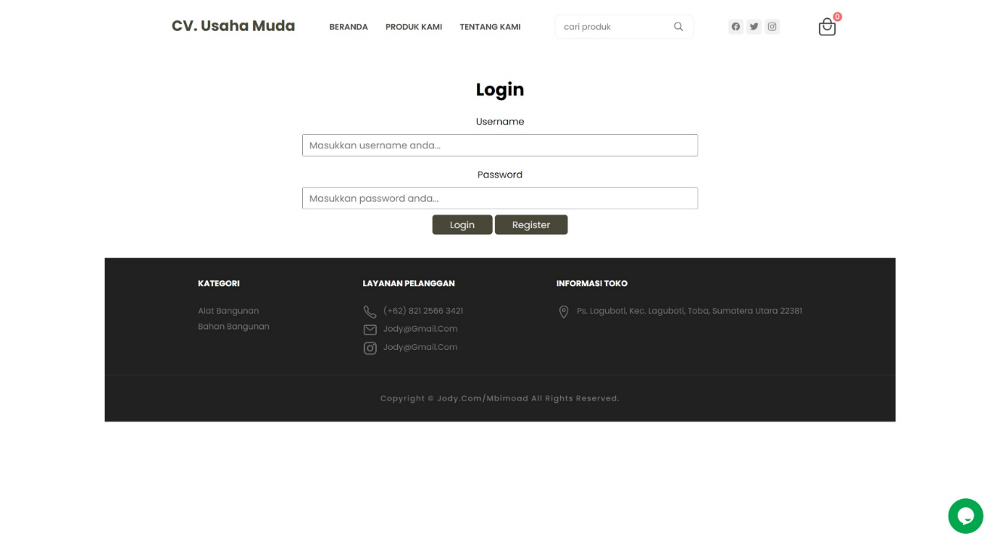 CV. Usaha Muda
BERANDA PRODUK KAMI TENTANG KAMI
cari produk
0
Login
Username
Masukkan username anda...
Password
Masukkan password anda...
Login Register
KATEGORI
Alat Bangunan
Bahan Bangunan
LAYANAN PELANGGAN
(+62) 821 2566 3421
Jody@Gmail.Com
Jody@Gmail.Com
INFORMASI TOKO
Ps. Laguboti, Kec. Laguboti, Toba, Sumatera Utara 22381
Copyright © Jody.Com/Mbimoad All Rights Reserved.